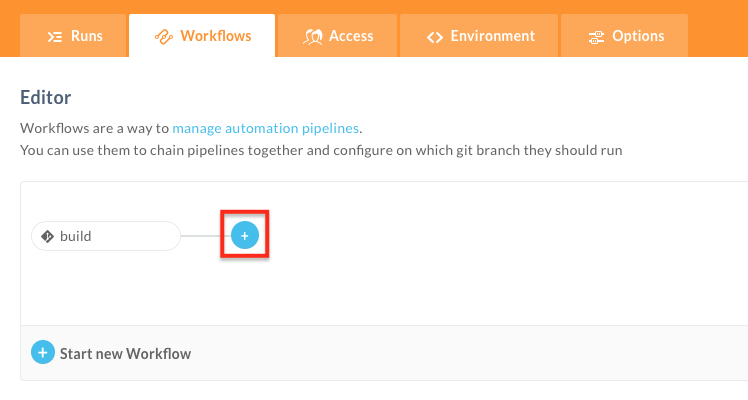 Runs
Workflows
Access
Environment
Options
Editor
Workflows are a way to manage automation pipelines.
You can use them to chain pipelines together and configure on which git branch they should run
build
Start new Workflow